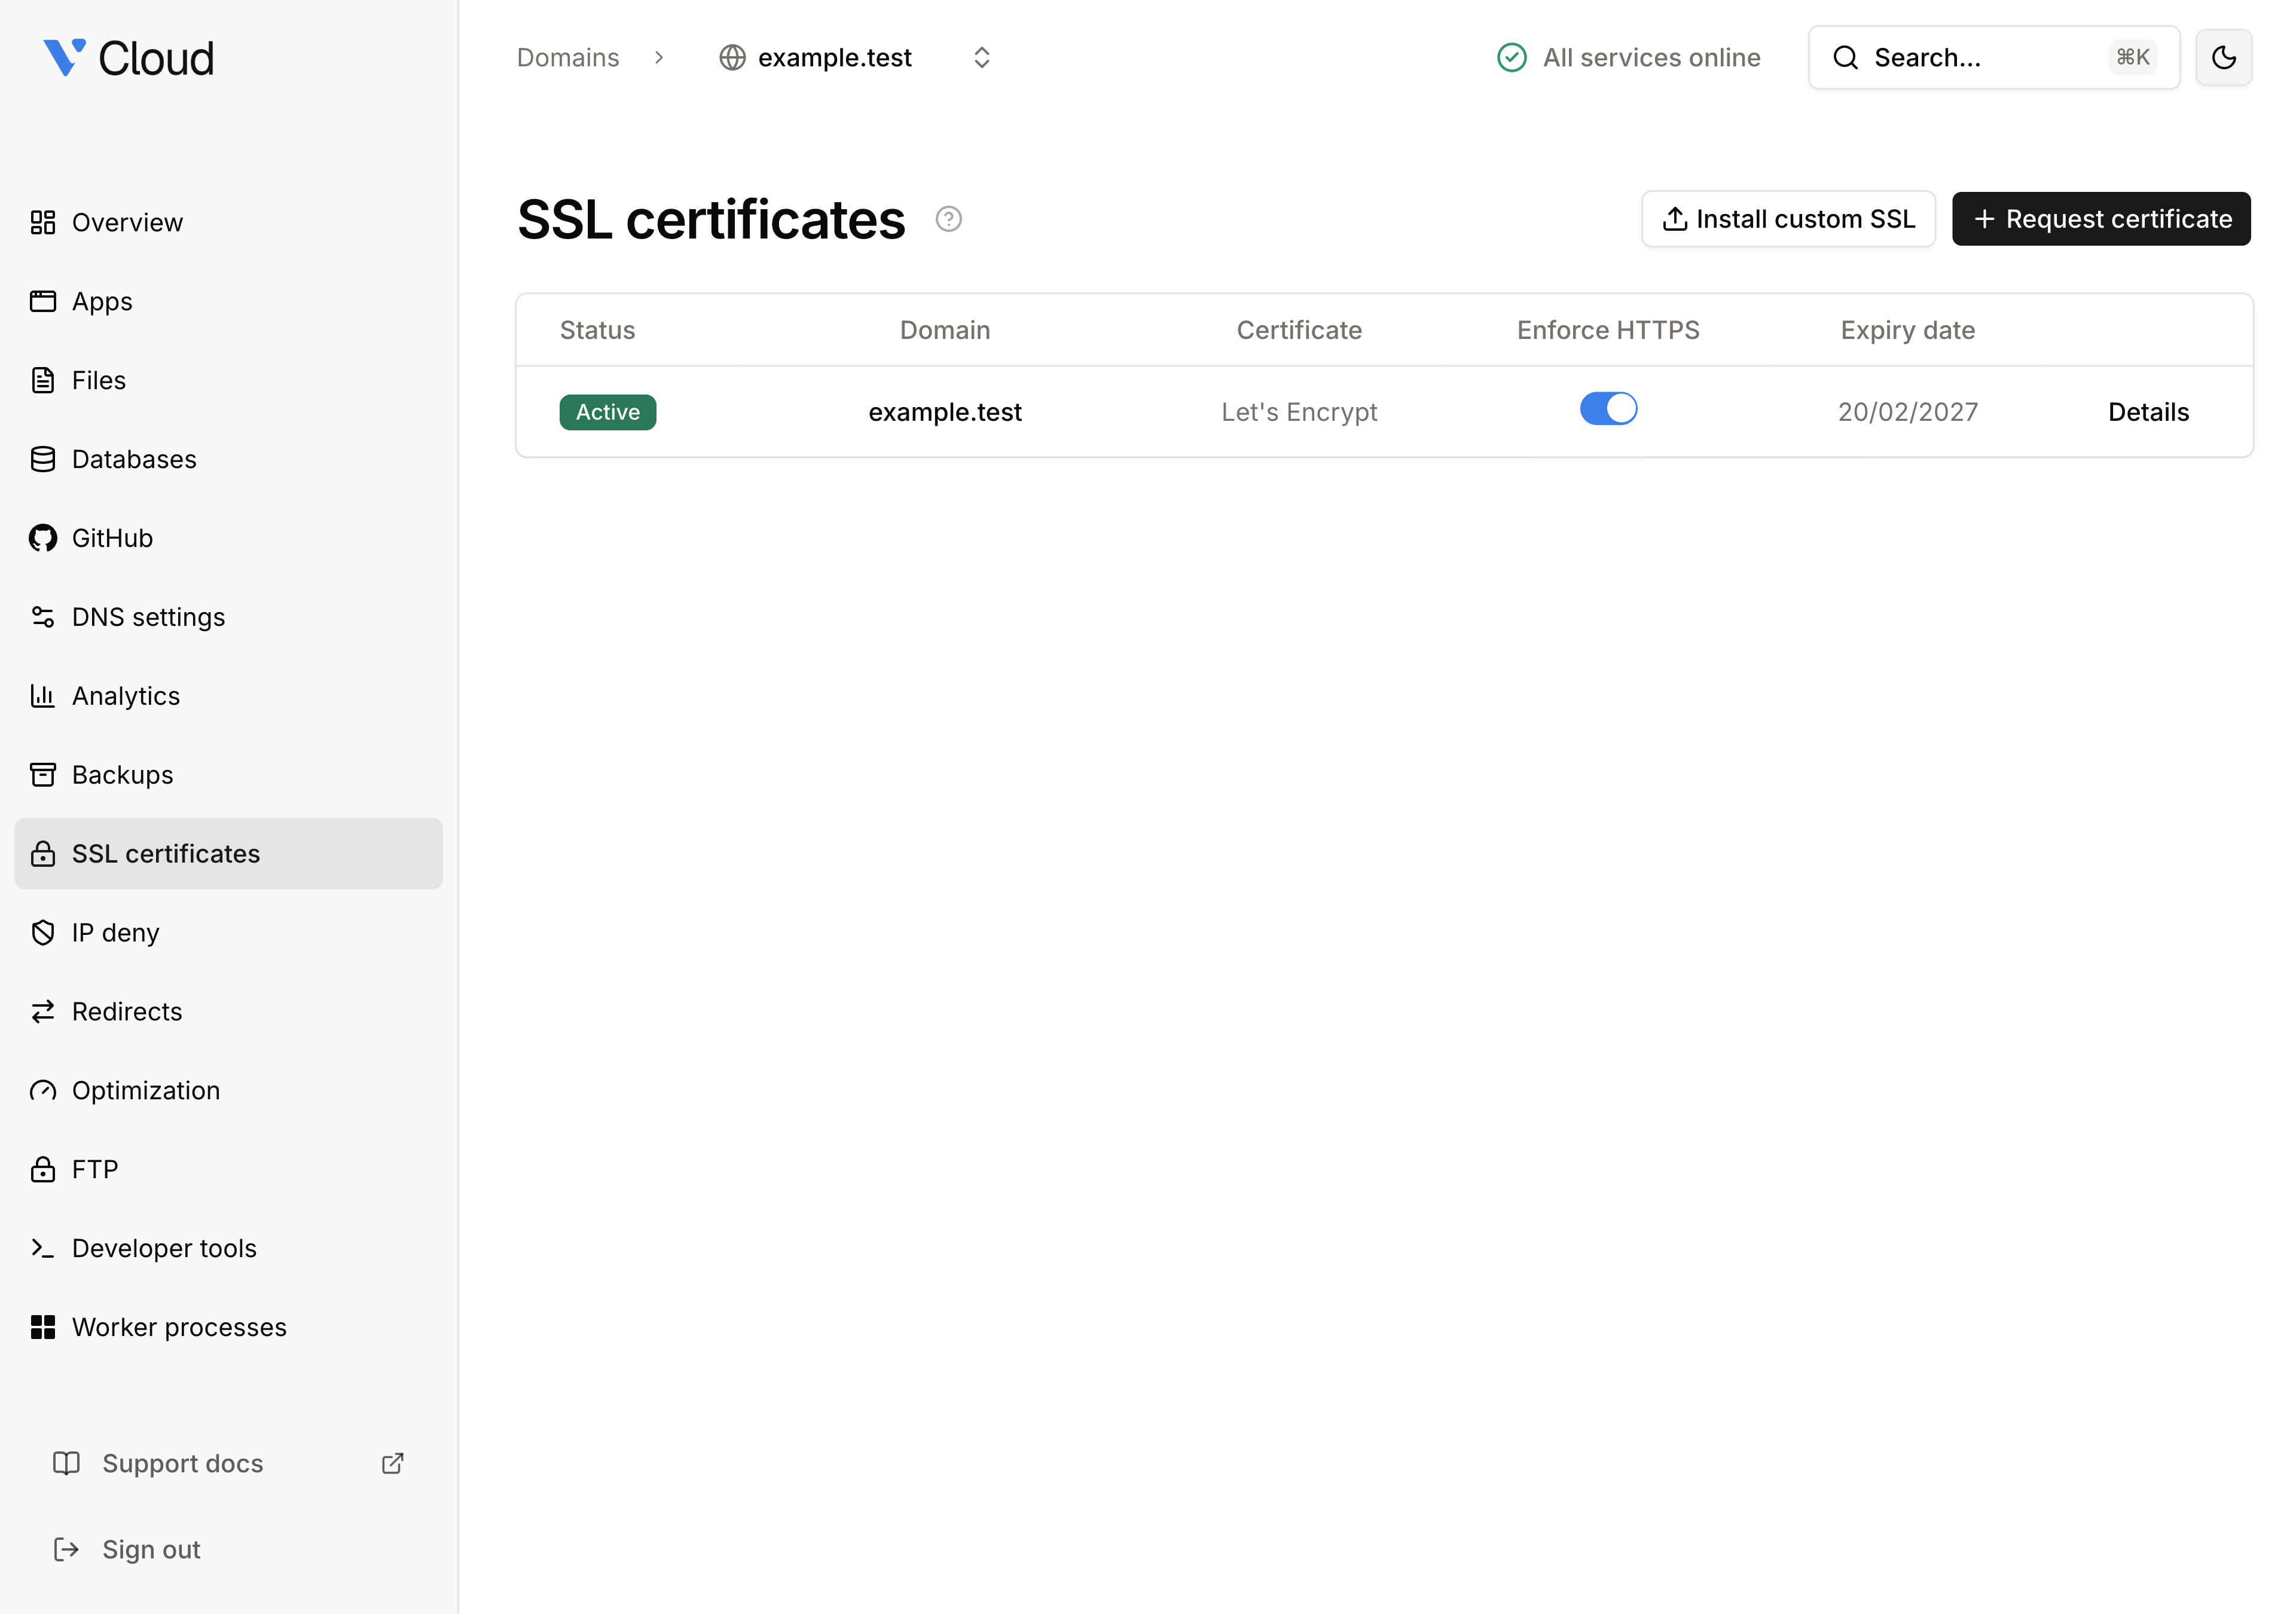 Cloud
Domains
example.test
All services online
Search...
⌘K
Overview
Apps
Files
Databases
GitHub
DNS settings
Analytics
Backups
SSL certificates
IP deny
Redirects
Optimization
FTP
Developer tools
Worker processes
Support docs
Sign out
SSL certificates
Install custom SSL
Request certificate
Status Domain Certificate Enforce HTTPS Expiry date
Active example.test Let's Encrypt 20/02/2027 Details